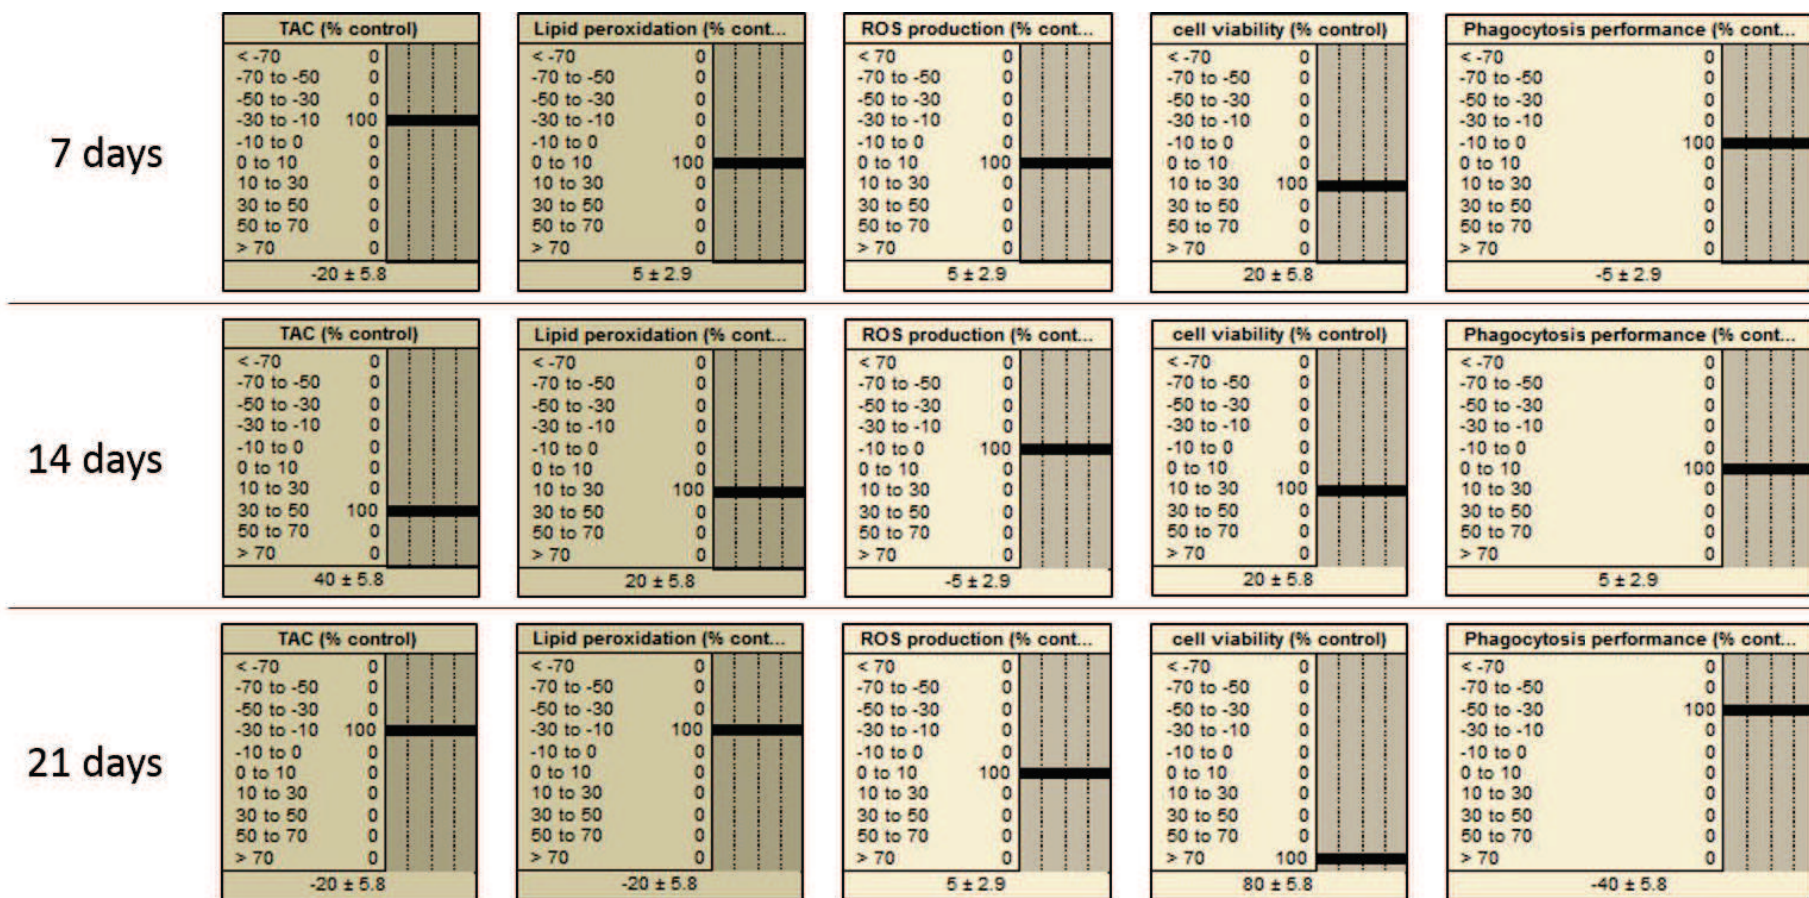 7 days
TAC (% control)
< -70 0
-70 to -50 0
-50 to -30 0
-30 to -10 100
-10 to 0 0
0 to 10 0
10 to 30 0
30 to 50 0
50 to 70 0
> 70 0
-20 ± 5.8
Lipid peroxidation (% cont...
< -70 0
-70 to -50 0
-50 to -30 0
-30 to -10 0
-10 to 0 0
0 to 10 100
10 to 30 0
30 to 50 0
50 to 70 0
> 70 0
5 ± 2.9
ROS production (% cont...
< 70 0
-70 to -50 0
-50 to -30 0
-30 to -10 0
-10 to 0 0
0 to 10 100
10 to 30 0
30 to 50 0
50 to 70 0
> 70 0
5 ± 2.9
cell viability (% control)
< -70 0
-70 to -50 0
-50 to -30 0
-30 to -10 0
-10 to 0 0
0 to 10 0
10 to 30 100
30 to 50 0
50 to 70 0
> 70 0
20 ± 5.8
Phagocytosis performance (% cont...
< -70 0
-70 to -50 0
-50 to -30 0
-30 to -10 0
-10 to 0 100
0 to 10 0
10 to 30 0
30 to 50 0
50 to 70 0
> 70 0
-5 ± 2.9
14 days
TAC (% control)
< -70 0
-70 to -50 0
-50 to -30 0
-30 to -10 0
-10 to 0 0
0 to 10 0
10 to 30 0
30 to 50 100
50 to 70 0
> 70 0
40 ± 5.8
Lipid peroxidation (% cont...
< -70 0
-70 to -50 0
-50 to -30 0
-30 to -10 0
-10 to 0 0
0 to 10 0
10 to 30 100
30 to 50 0
50 to 70 0
> 70 0
20 ± 5.8
ROS production (% cont...
< 70 0
-70 to -50 0
-50 to -30 0
-30 to -10 0
-10 to 0 100
0 to 10 0
10 to 30 0
30 to 50 0
50 to 70 0
> 70 0
-5 ± 2.9
cell viability (% control)
< -70 0
-70 to -50 0
-50 to -30 0
-30 to -10 0
-10 to 0 0
0 to 10 0
10 to 30 100
30 to 50 0
50 to 70 0
> 70 0
20 ± 5.8
Phagocytosis performance (% cont...
< -70 0
-70 to -50 0
-50 to -30 0
-30 to -10 0
-10 to 0 0
0 to 10 100
10 to 30 0
30 to 50 0
50 to 70 0
> 70 0
5 ± 2.9
21 days
TAC (% control)
< -70 0
-70 to -50 0
-50 to -30 0
-30 to -10 100
-10 to 0 0
0 to 10 0
10 to 30 0
30 to 50 0
50 to 70 0
> 70 0
-20 ± 5.8
Lipid peroxidation (% cont...
< -70 0
-70 to -50 0
-50 to -30 0
-30 to -10 100
-10 to 0 0
0 to 10 0
10 to 30 0
30 to 50 0
50 to 70 0
> 70 0
-20 ± 5.8
ROS production (% cont...
< 70 0
-70 to -50 0
-50 to -30 0
-30 to -10 0
-10 to 0 0
0 to 10 100
10 to 30 0
30 to 50 0
50 to 70 0
> 70 0
5 ± 2.9
cell viability (% control)
< -70 0
-70 to -50 0
-50 to -30 0
-30 to -10 0
-10 to 0 0
0 to 10 0
10 to 30 0
30 to 50 0
50 to 70 0
> 70 100
80 ± 5.8
Phagocytosis performance (% cont...
< -70 0
-70 to -50 0
-50 to -30 100
-30 to -10 0
-10 to 0 0
0 to 10 0
10 to 30 0
30 to 50 0
50 to 70 0
> 70 0
-40 ± 5.8